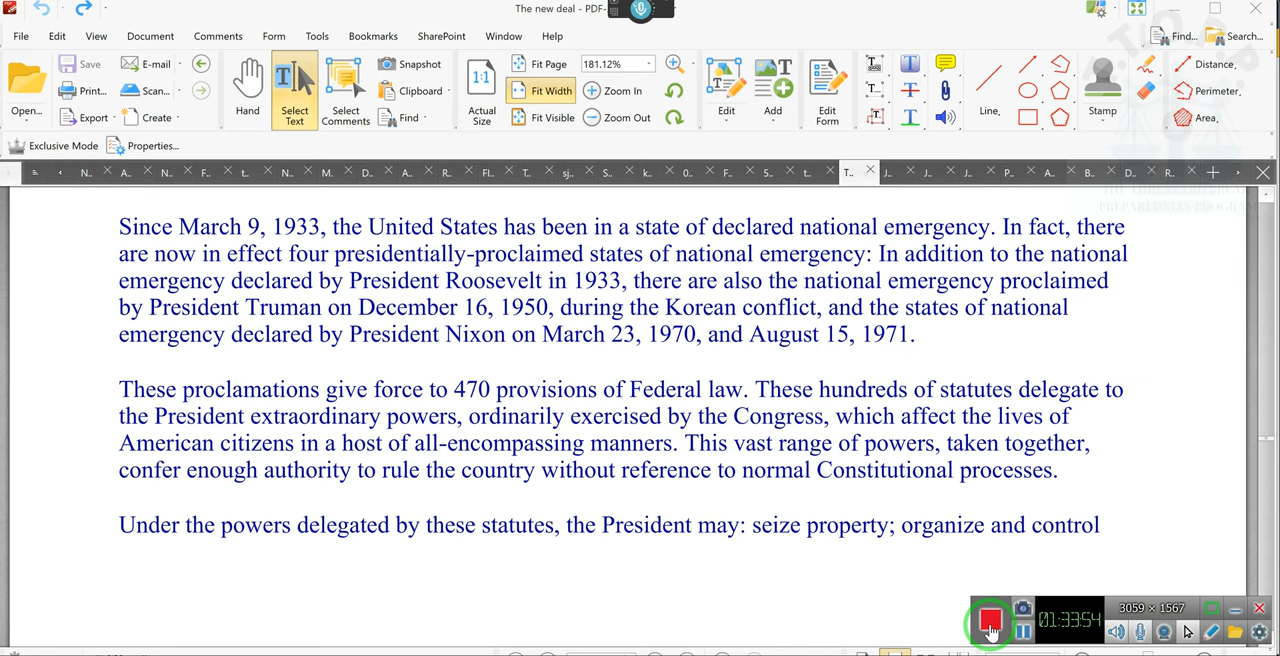 The new deal - PDF-
File Edit View Document Comments Form Tools Bookmarks SharePoint Window Help
Find... Search...
Open...
Save
Print...
Export
E-mail
Scan...
Create
Hand
Select Text
Select Comments
Snapshot
Clipboard
Find
Actual Size
Fit Page
Fit Width
Fit Visible
181.12%
Zoom In
Zoom Out
Edit
Add
Edit Form
Line,
Stamp
Distance,
Perimeter,
Area,
Exclusive Mode Properties...
N.. A.. N.. F.. t.. N.. M.. D.. A.. R.. Fl.. T.. sj.. S.. k.. 0.. F.. 5.. t.. T.. J.. J.. J.. P.. A.. B.. D.. R..
Since March 9, 1933, the United States has been in a state of declared national emergency. In fact, there
are now in effect four presidentially-proclaimed states of national emergency: In addition to the national
emergency declared by President Roosevelt in 1933, there are also the national emergency proclaimed
by President Truman on December 16, 1950, during the Korean conflict, and the states of national
emergency declared by President Nixon on March 23, 1970, and August 15, 1971.
These proclamations give force to 470 provisions of Federal law. These hundreds of statutes delegate to
the President extraordinary powers, ordinarily exercised by the Congress, which affect the lives of
American citizens in a host of all-encompassing manners. This vast range of powers, taken together,
confer enough authority to rule the country without reference to normal Constitutional processes.
Under the powers delegated by these statutes, the President may: seize property; organize and control
01:33:54
3059 × 1567